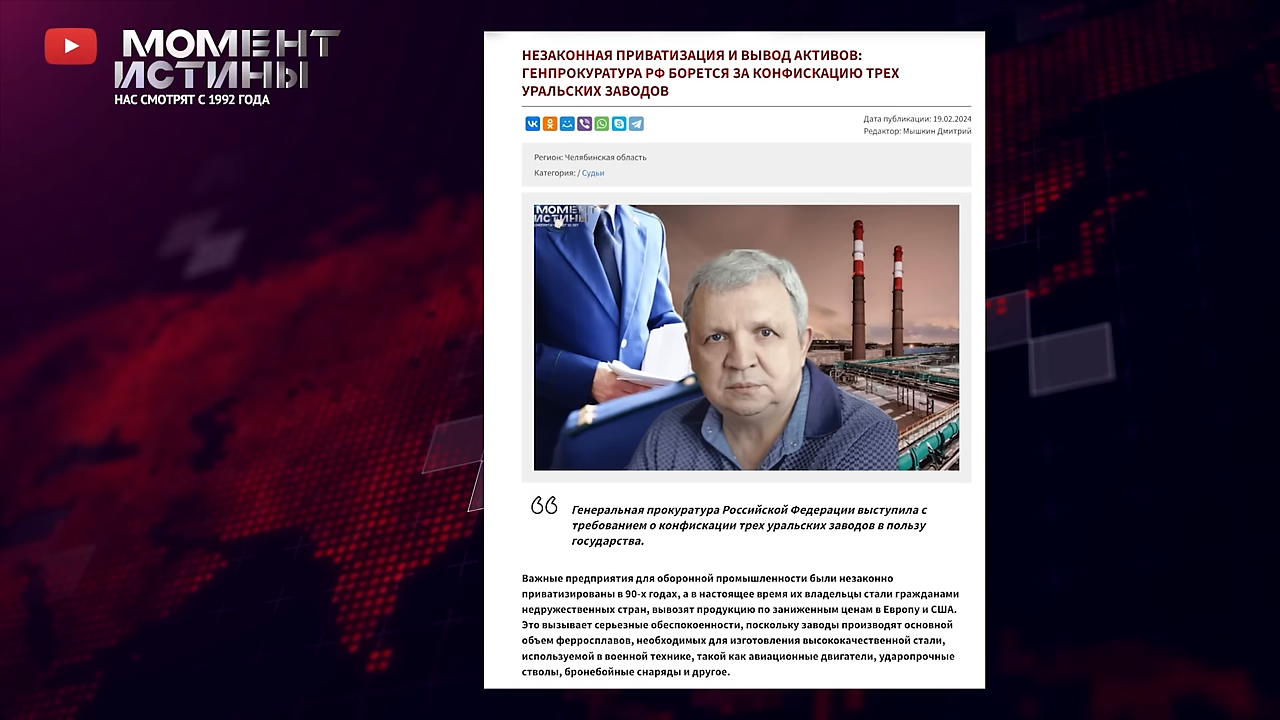 МОМЕНТ
ИСТИНЫ
НАС СМОТРЯТ С 1992 ГОДА
НЕЗАКОННАЯ ПРИВАТИЗАЦИЯ И ВЫВОД АКТИВОВ:
ГЕНПРОКУРАТУРА РФ БОРЕТСЯ ЗА КОНФИСКАЦИЮ ТРЕХ
УРАЛЬСКИХ ЗАВОДОВ
Дата публикации: 19.02.2024
Редактор: Мышкин Дмитрий
Регион: Челябинская область
Категория: / Судьи
МОМЕНТ
ИСТИНЫ
Генеральная прокуратура Российской Федерации выступила с
требованием о конфискации трех уральских заводов в пользу
государства.
Важные предприятия для оборонной промышленности были незаконно
приватизированы в 90-х годах, а в настоящее время их владельцы стали гражданами
недружественных стран, вывозят продукцию по заниженным ценам в Европу и США.
Это вызывает серьезные обеспокоенности, поскольку заводы производят основной
объем ферросплавов, необходимых для изготовления высококачественной стали,
используемой в военной технике, такой как авиационные двигатели, ударопрочные
стволы, бронебойные снаряды и другое.